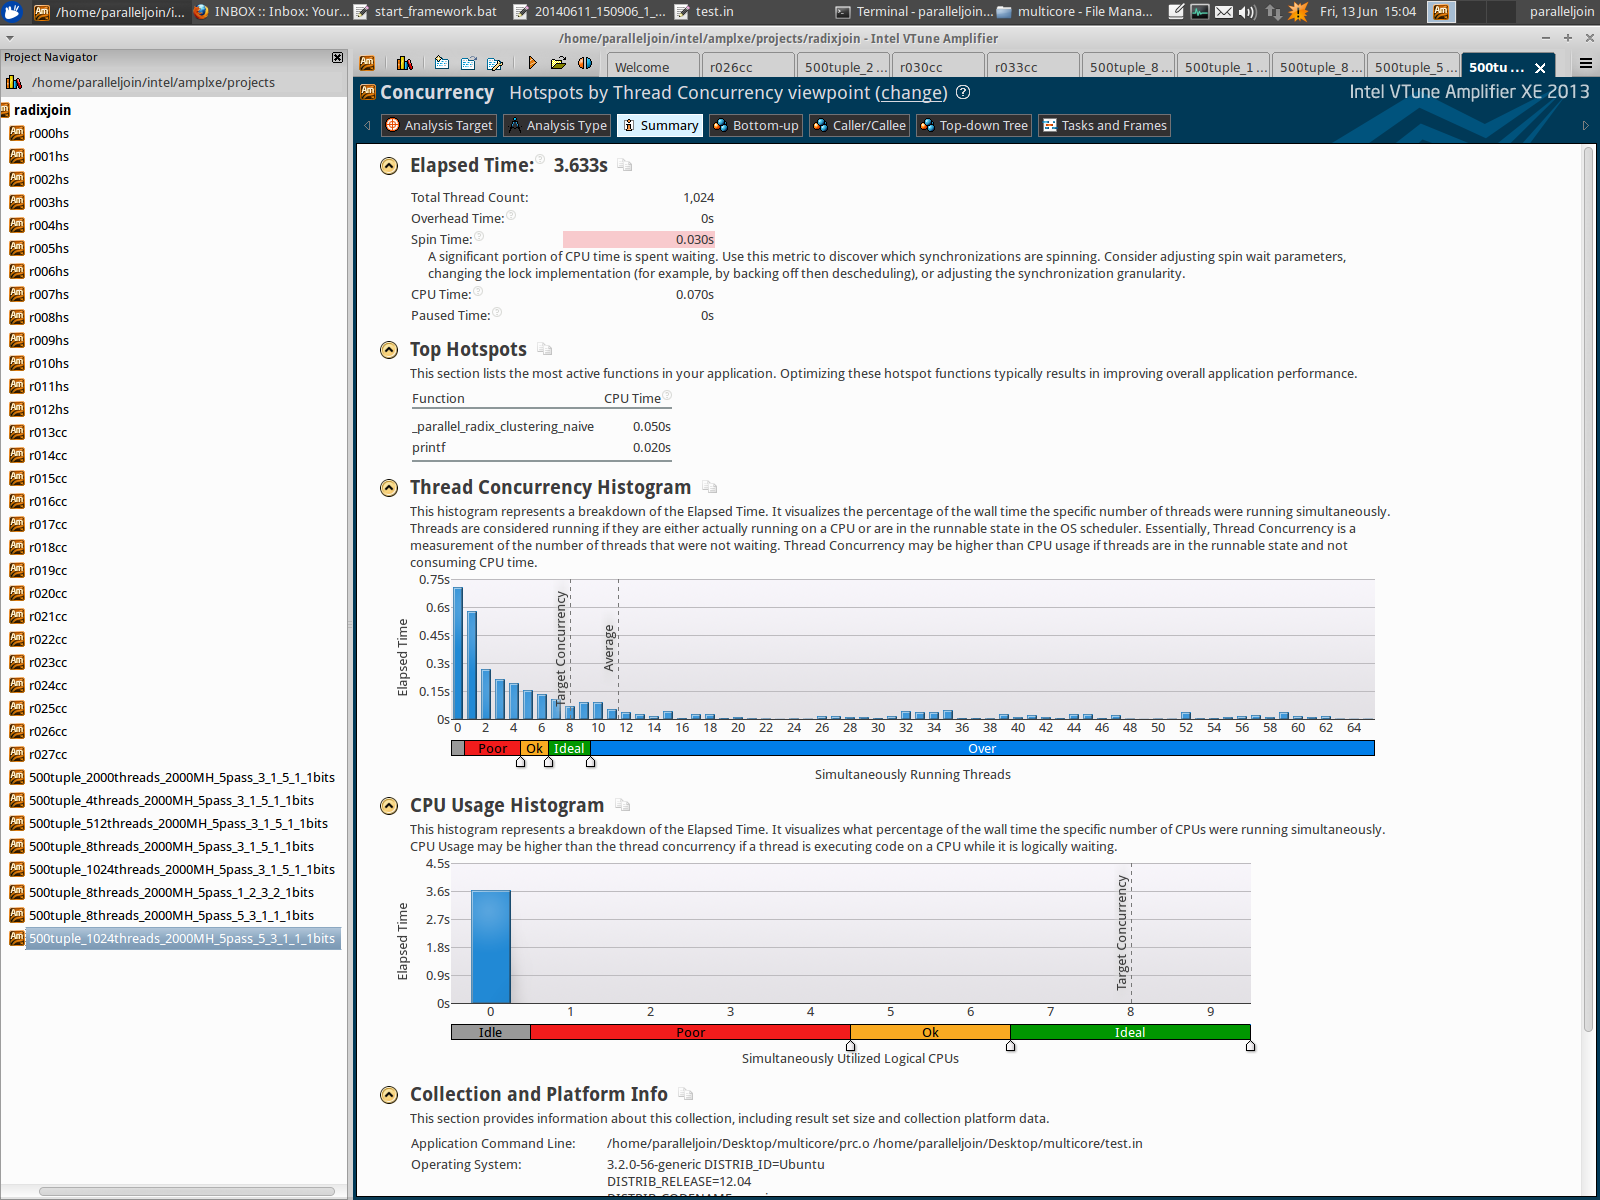 /home/paralleljoin/i...
INBOX :: Inbox: Your...
start_framework.bat
20140611_150906_1_...
test.in
Terminal - paralleljoin...
multicore - File Mana...
Fri, 13 Jun 15:04
paralleljoin
/home/paralleljoin/intel/amplxe/projects/radixjoin - Intel VTune Amplifier
Project Navigator
/home/paralleljoin/intel/amplxe/projects
radixjoin
r000hs
r001hs
r002hs
r003hs
r004hs
r005hs
r006hs
r007hs
r008hs
r009hs
r010hs
r011hs
r012hs
r013cc
r014cc
r015cc
r016cc
r017cc
r018cc
r019cc
r020cc
r021cc
r022cc
r023cc
r024cc
r025cc
r026cc
r027cc
500tuple_2000threads_2000MH_5pass_3_1_5_1_1bits
500tuple_4threads_2000MH_5pass_3_1_5_1_1bits
500tuple_512threads_2000MH_5pass_3_1_5_1_1bits
500tuple_8threads_2000MH_5pass_3_1_5_1_1bits
500tuple_1024threads_2000MH_5pass_3_1_5_1_1bits
500tuple_8threads_2000MH_5pass_1_2_3_2_1bits
500tuple_8threads_2000MH_5pass_5_3_1_1_1bits
500tuple_1024threads_2000MH_5pass_5_3_1_1_1bits
Welcome
r026cc
500tuple_2 ...
r030cc
r033cc
500tuple_8 ...
500tuple_1 ...
500tuple_8 ...
500tuple_5 ...
500tu ...
Concurrency Hotspots by Thread Concurrency viewpoint (change)
Intel VTune Amplifier XE 2013
Analysis Target
Analysis Type
Summary
Bottom-up
Caller/Callee
Top-down Tree
Tasks and Frames
Elapsed Time: 3.633s
Total Thread Count: 1,024
Overhead Time: 0s
Spin Time: 0.030s
A significant portion of CPU time is spent waiting. Use this metric to discover which synchronizations are spinning. Consider adjusting spin wait parameters,
changing the lock implementation (for example, by backing off then descheduling), or adjusting the synchronization granularity.
CPU Time: 0.070s
Paused Time: 0s
Top Hotspots
This section lists the most active functions in your application. Optimizing these hotspot functions typically results in improving overall application performance.
Function CPU Time
_parallel_radix_clustering_naive 0.050s
printf 0.020s
Thread Concurrency Histogram
This histogram represents a breakdown of the Elapsed Time. It visualizes the percentage of the wall time the specific number of threads were running simultaneously.
Threads are considered running if they are either actually running on a CPU or are in the runnable state in the OS scheduler. Essentially, Thread Concurrency is a
measurement of the number of threads that were not waiting. Thread Concurrency may be higher than CPU usage if threads are in the runnable state and not
consuming CPU time.
Elapsed Time
0.75s
0.6s
0.45s
0.3s
0.15s
0s
Target Concurrency
Average
0 2 4 6 8 10 12 14 16 18 20 22 24 26 28 30 32 34 36 38 40 42 44 46 48 50 52 54 56 58 60 62 64
Poor Ok Ideal Over
Simultaneously Running Threads
CPU Usage Histogram
This histogram represents a breakdown of the Elapsed Time. It visualizes what percentage of the wall time the specific number of CPUs were running simultaneously.
CPU Usage may be higher than the thread concurrency if a thread is executing code on a CPU while it is logically waiting.
Elapsed Time
4.5s
3.6s
2.7s
1.8s
0.9s
0s
Target Concurrency
0 1 2 3 4 5 6 7 8 9
Idle Poor Ok Ideal
Simultaneously Utilized Logical CPUs
Collection and Platform Info
This section provides information about this collection, including result set size and collection platform data.
Application Command Line: /home/paralleljoin/Desktop/multicore/prc.o /home/paralleljoin/Desktop/multicore/test.in
Operating System: 3.2.0-56-generic DISTRIB_ID=Ubuntu
DISTRIB_RELEASE=12.04